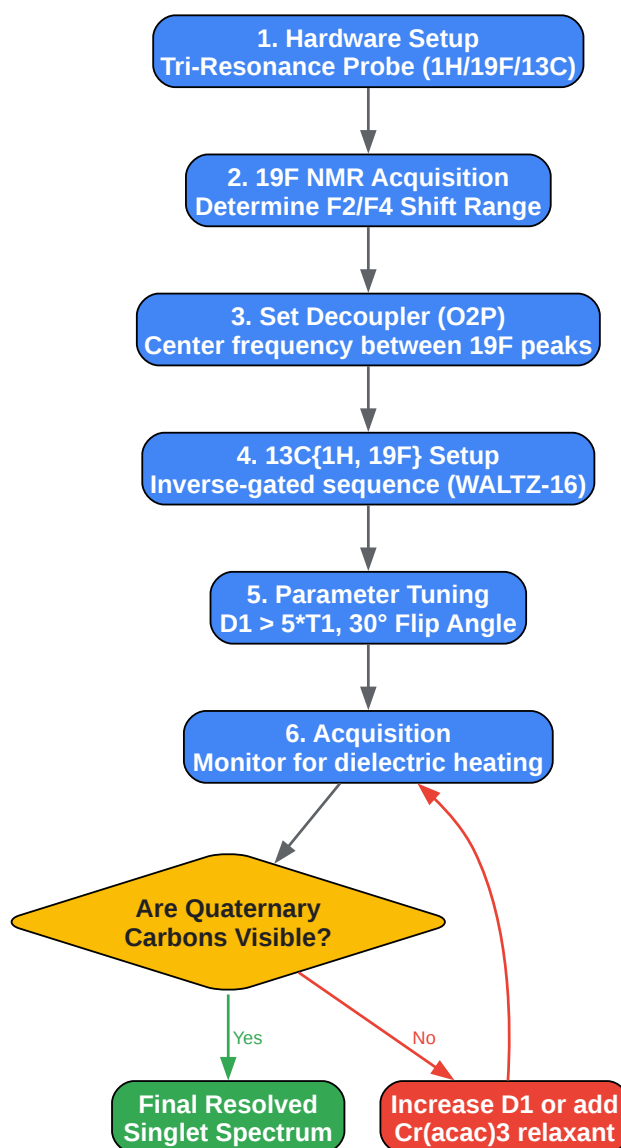 1. Hardware Setup
Tri-Resonance Probe (1H/19F/13C)
2. 19F NMR Acquisition
Determine F2/F4 Shift Range
3. Set Decoupler (O2P)
Center frequency between 19F peaks
4. 13C{1H, 19F} Setup
Inverse-gated sequence (WALTZ-16)
5. Parameter Tuning
D1 > 5*T1, 30° Flip Angle
6. Acquisition
Monitor for dielectric heating
Are Quaternary
Carbons Visible?
Yes
No
Final Resolved
Singlet Spectrum
Increase D1 or add
Cr(acac)3 relaxant